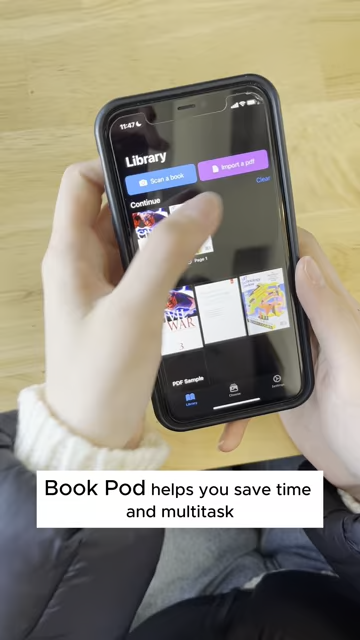 11:47
Library
Scan a book
Import a pdf
Continue
Clear
Page 1
WAR
3
PDF Sample
Library
Book Pod helps you save time
and multitask